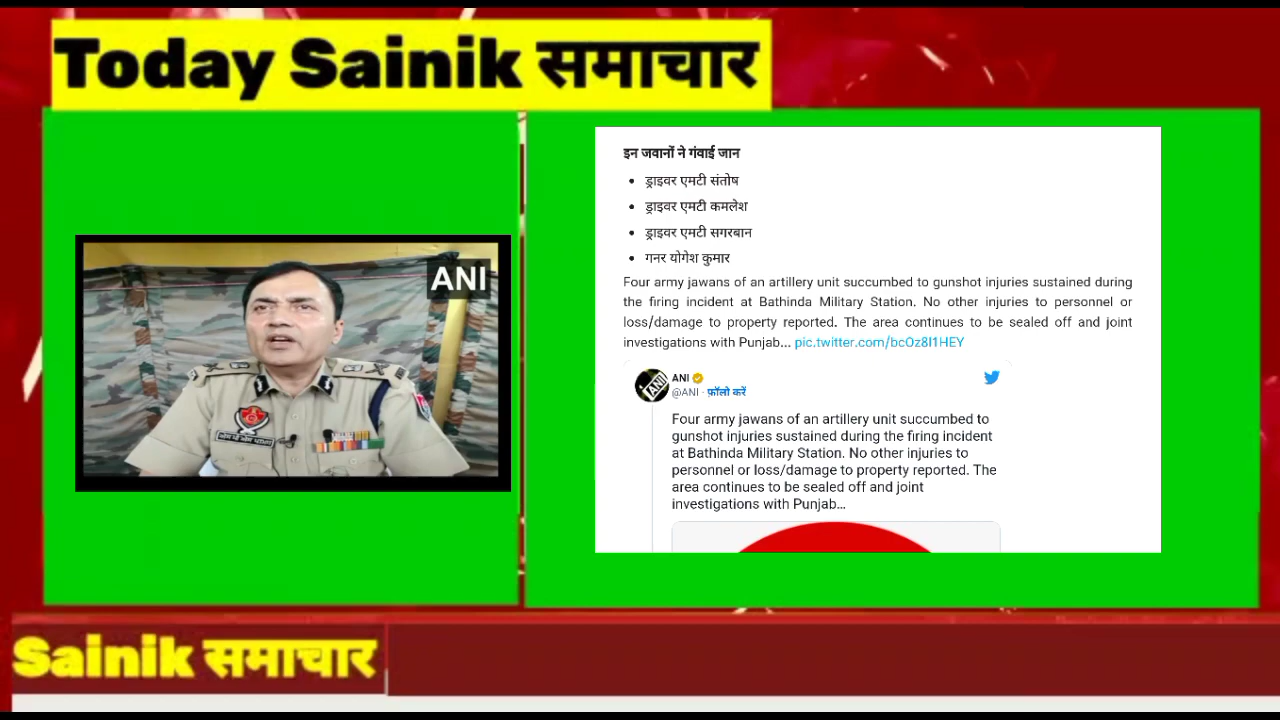 Today Sainik समाचार
ANI
इन जवानों ने गंवाई जान
• ड्राइवर एमटी संतोष
• ड्राइवर एमटी कमलेश
• ड्राइवर एमटी सगरबान
• गनर योगेश कुमार
Four army jawans of an artillery unit succumbed to gunshot injuries sustained during
the firing incident at Bathinda Military Station. No other injuries to personnel or
loss/damage to property reported. The area continues to be sealed off and joint
investigations with Punjab... pic.twitter.com/bcOz8I1HEY
ANI
ANI
@ANI · फ़ॉलो करें
Four army jawans of an artillery unit succumbed to
gunshot injuries sustained during the firing incident
at Bathinda Military Station. No other injuries to
personnel or loss/damage to property reported. The
area continues to be sealed off and joint
investigations with Punjab…
Sainik समाचार